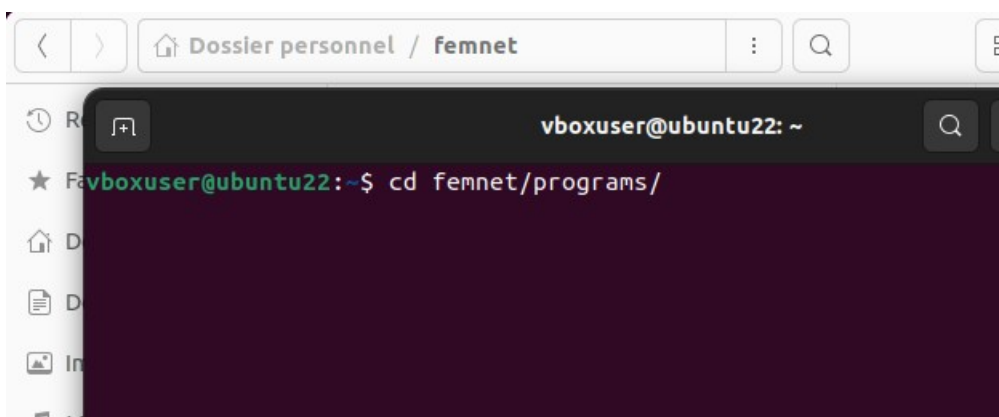 Dossier personnel / femnet
vboxuser@ubuntu22: ~
vboxuser@ubuntu22:~$ cd femnet/programs/